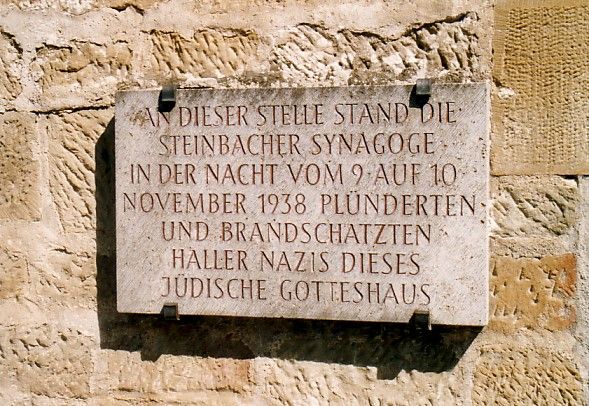 AN DIESER STELLE STAND DIE
STEINBACHER SYNAGOGE
IN DER NACHT VOM 9· AUF 10·
NOVEMBER 1938 PLÜNDERTEN
UND BRANDSCHATZTEN
HALLER NAZIS DIESES
JÜDISCHE GOTTESHAUS